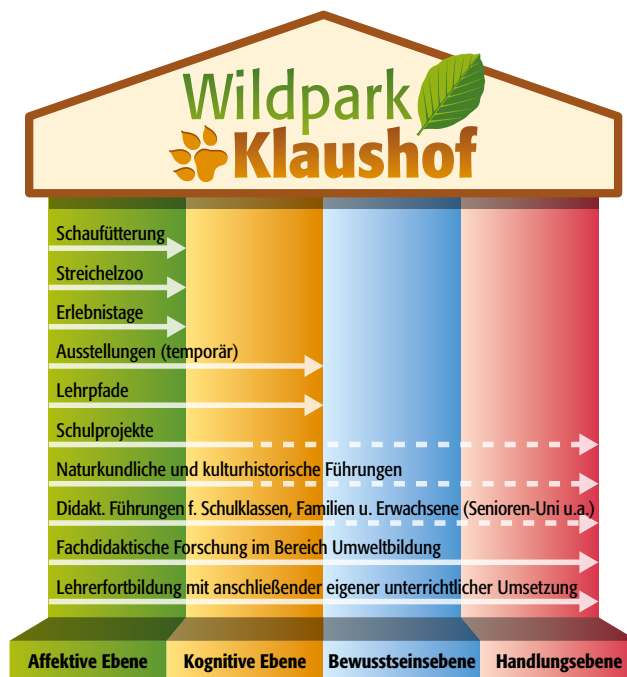 Wildpark
Klaushof
Schaufütterung
Streichelzoo
Erlebnistage
Ausstellungen (temporär)
Lehrpfade
Schulprojekte
Naturkundliche und kulturhistorische Führungen
Didakt. Führungen f. Schulklassen, Familien u. Erwachsene (Senioren-Uni u.a.)
Fachdidaktische Forschung im Bereich Umweltbildung
Lehrerfortbildung mit anschließender eigener unterrichtlicher Umsetzung
Affektive Ebene Kognitive Ebene Bewusstseinsebene Handlungsebene